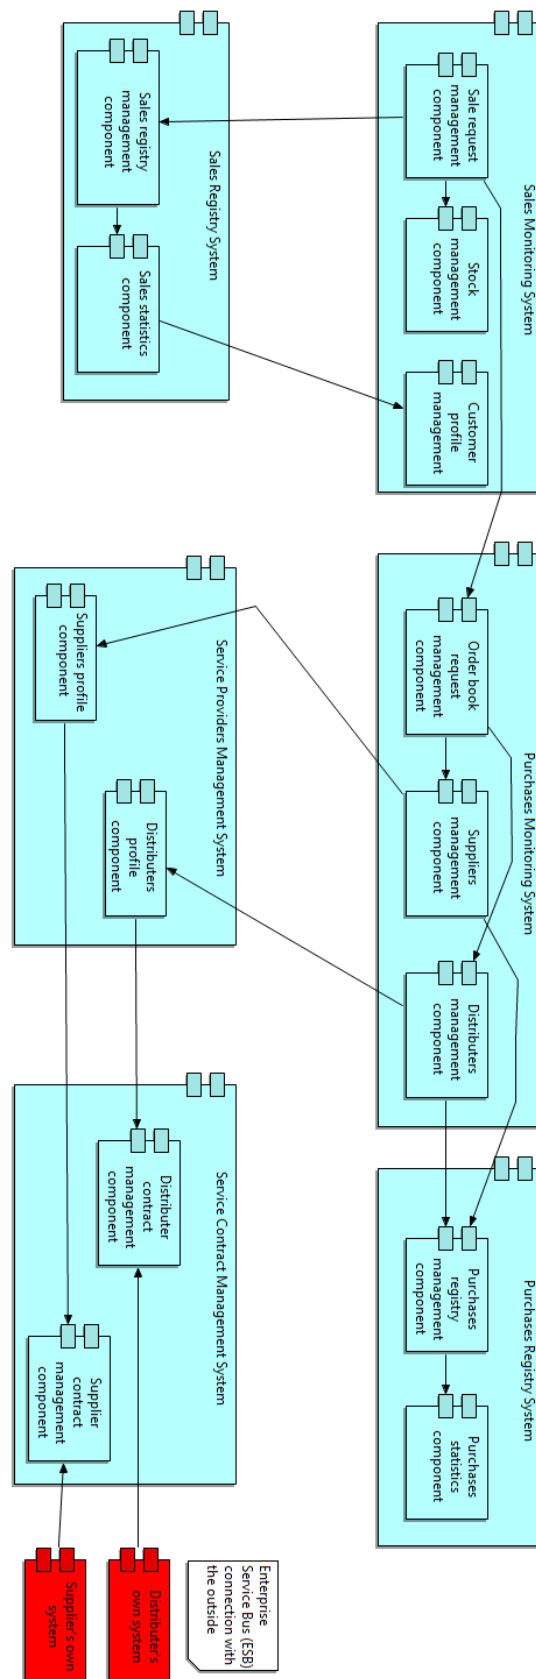 Sales Monitoring System
Sale request
management
component
Stock
management
component
Customer
profile
management
Purchases Monitoring System
Order book
request
management
component
Suppliers
management
component
Distributers
management
component
Purchases Registry System
Purchases
registry
management
component
Purchases
statistics
component
Sales Registry System
Sales registry
management
component
Sales statistics
component
Service Providers Management System
Suppliers profile
component
Distributers
profile
component
Service Contract Management System
Distributer
contract
management
component
Supplier
contract
management
component
Enterprise
Service Bus (ESB)
connection with
the outside
Distributer's
own system
Supplier's own
system